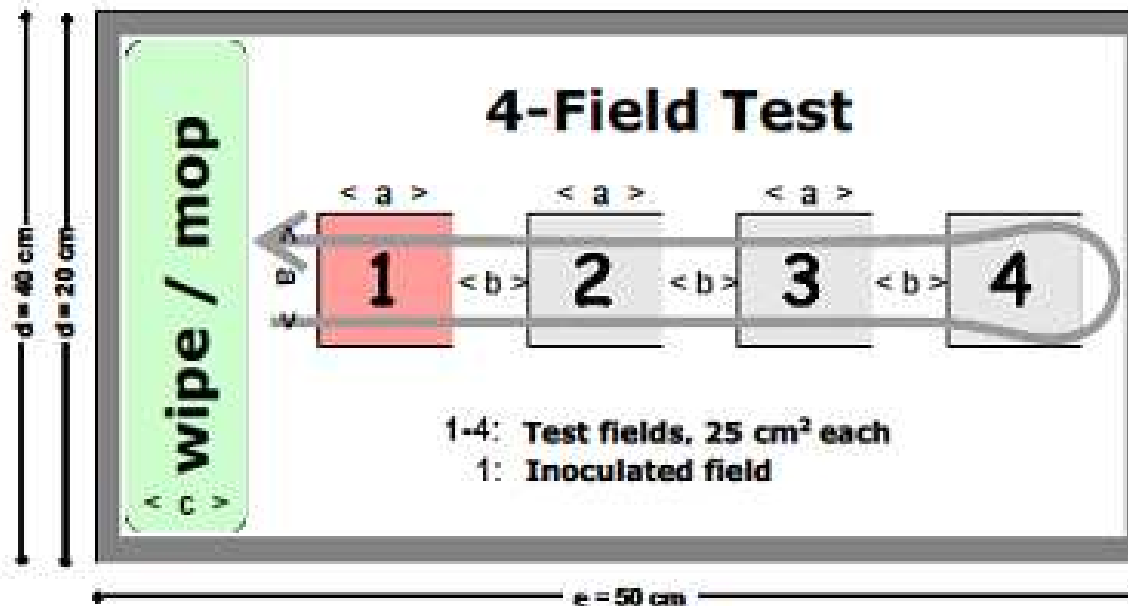 4-Field Test
< a > < a > < a >
wipe / mop
< a >
1 < b > 2 < b > 3 < b > 4
d = 40 cm
d = 20 cm
1-4: Test fields, 25 cm² each
1: Inoculated field
< c >
e = 50 cm